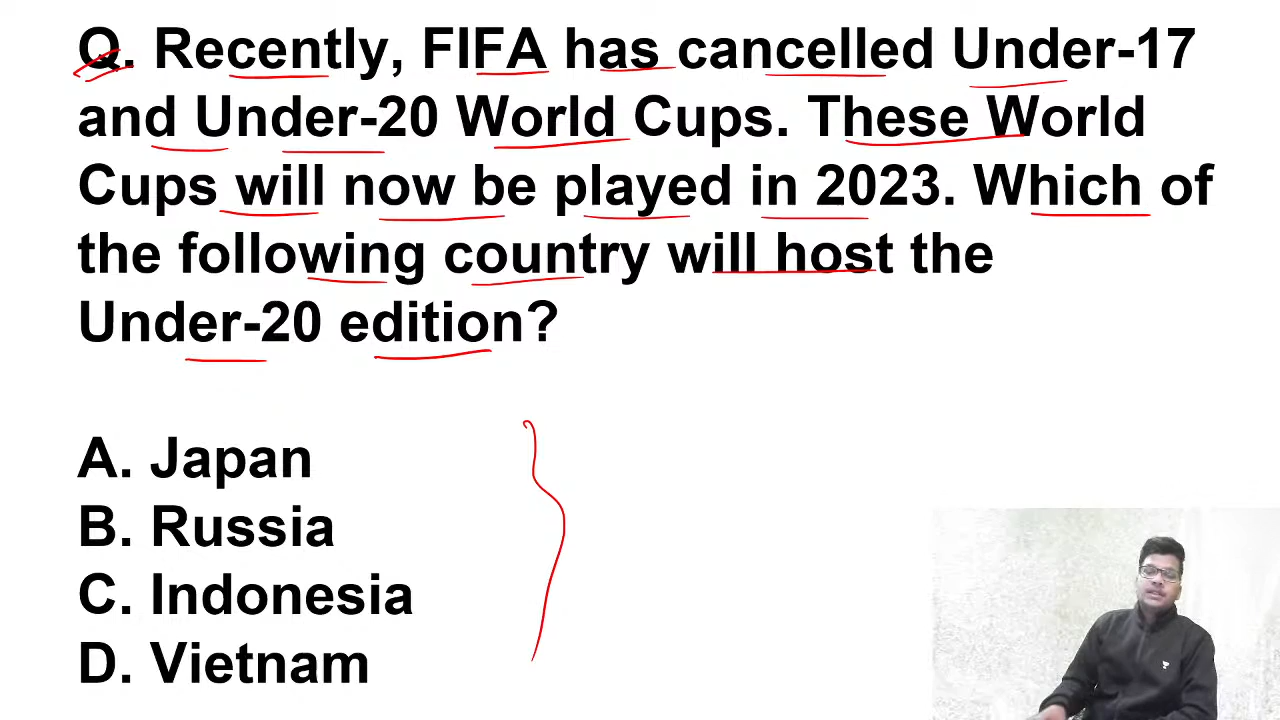 Q. Recently, FIFA has cancelled Under-17
and Under-20 World Cups. These World
Cups will now be played in 2023. Which of
the following country will host the
Under-20 edition?
A. Japan
B. Russia
C. Indonesia
D. Vietnam